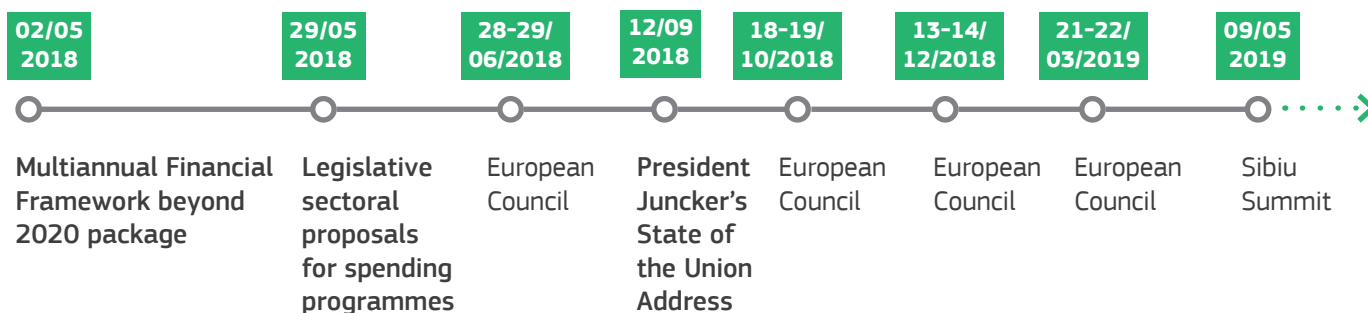 02/05
2018
29/05
2018
28-29/
06/2018
12/09
2018
18-19/
10/2018
13-14/
12/2018
21-22/
03/2019
09/05
2019
Multiannual Financial
Framework beyond
2020 package
Legislative
sectoral
proposals
for spending
programmes
European
Council
President
Juncker's
State of
the Union
Address
European
Council
European
Council
European
Council
Sibiu
Summit